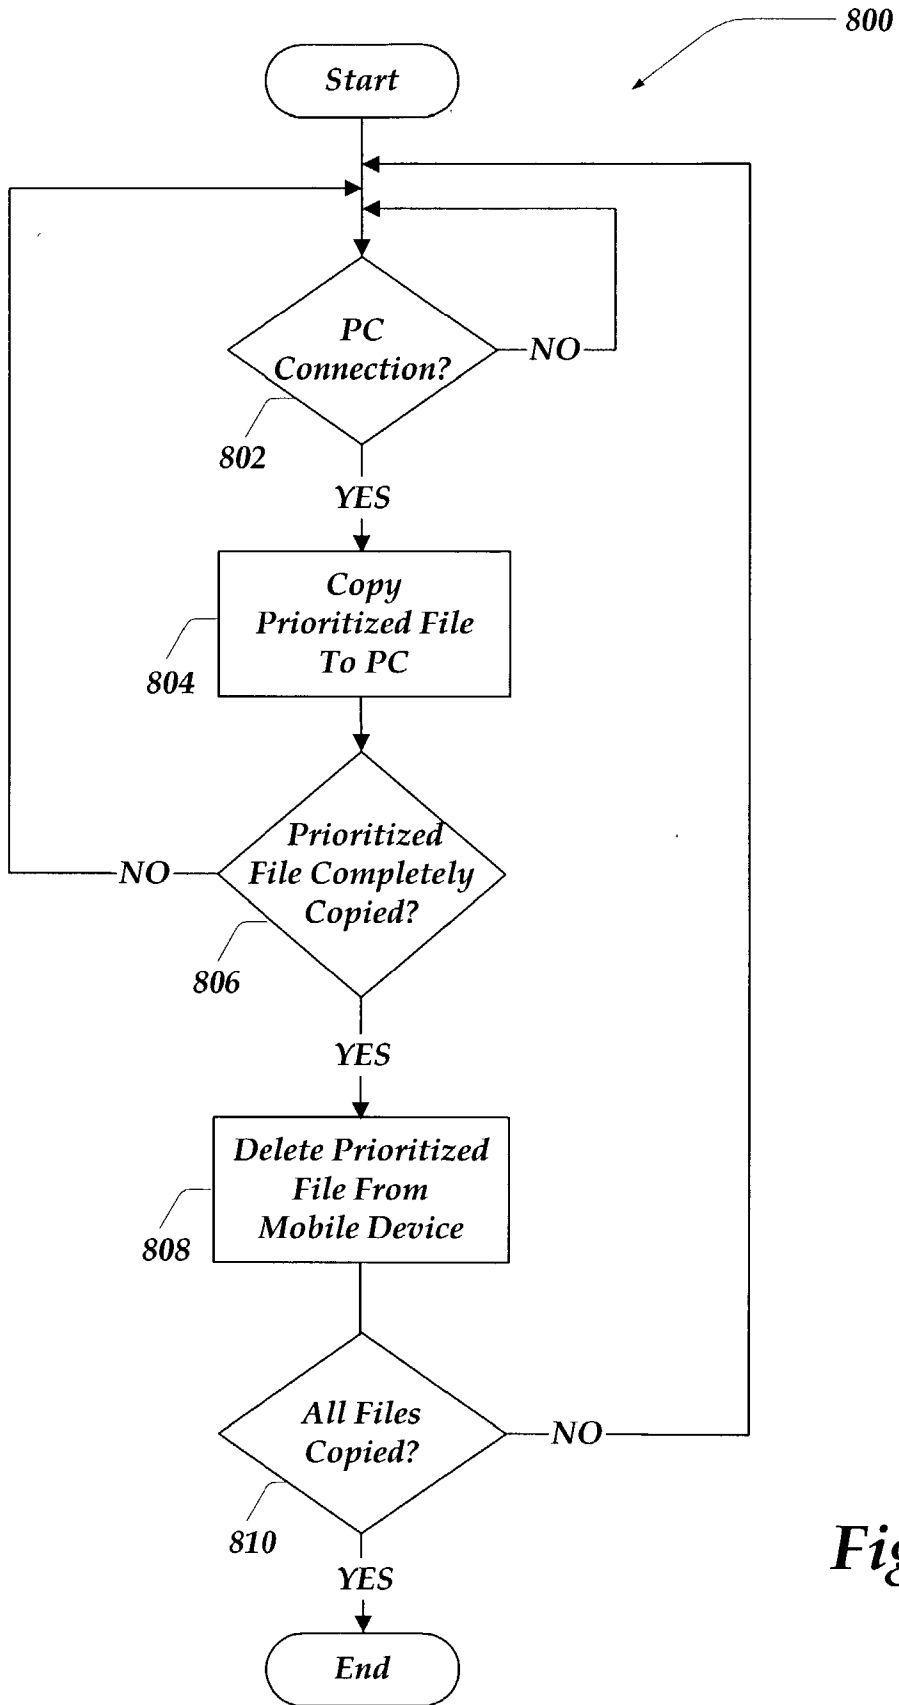 800
Start
PC
Connection?
NO
802
YES
Copy
Prioritized File
To PC
804
Prioritized
File Completely
Copied?
NO
806
YES
Delete Prioritized
File From
Mobile Device
808
All Files
Copied?
NO
810
YES
Fig
End